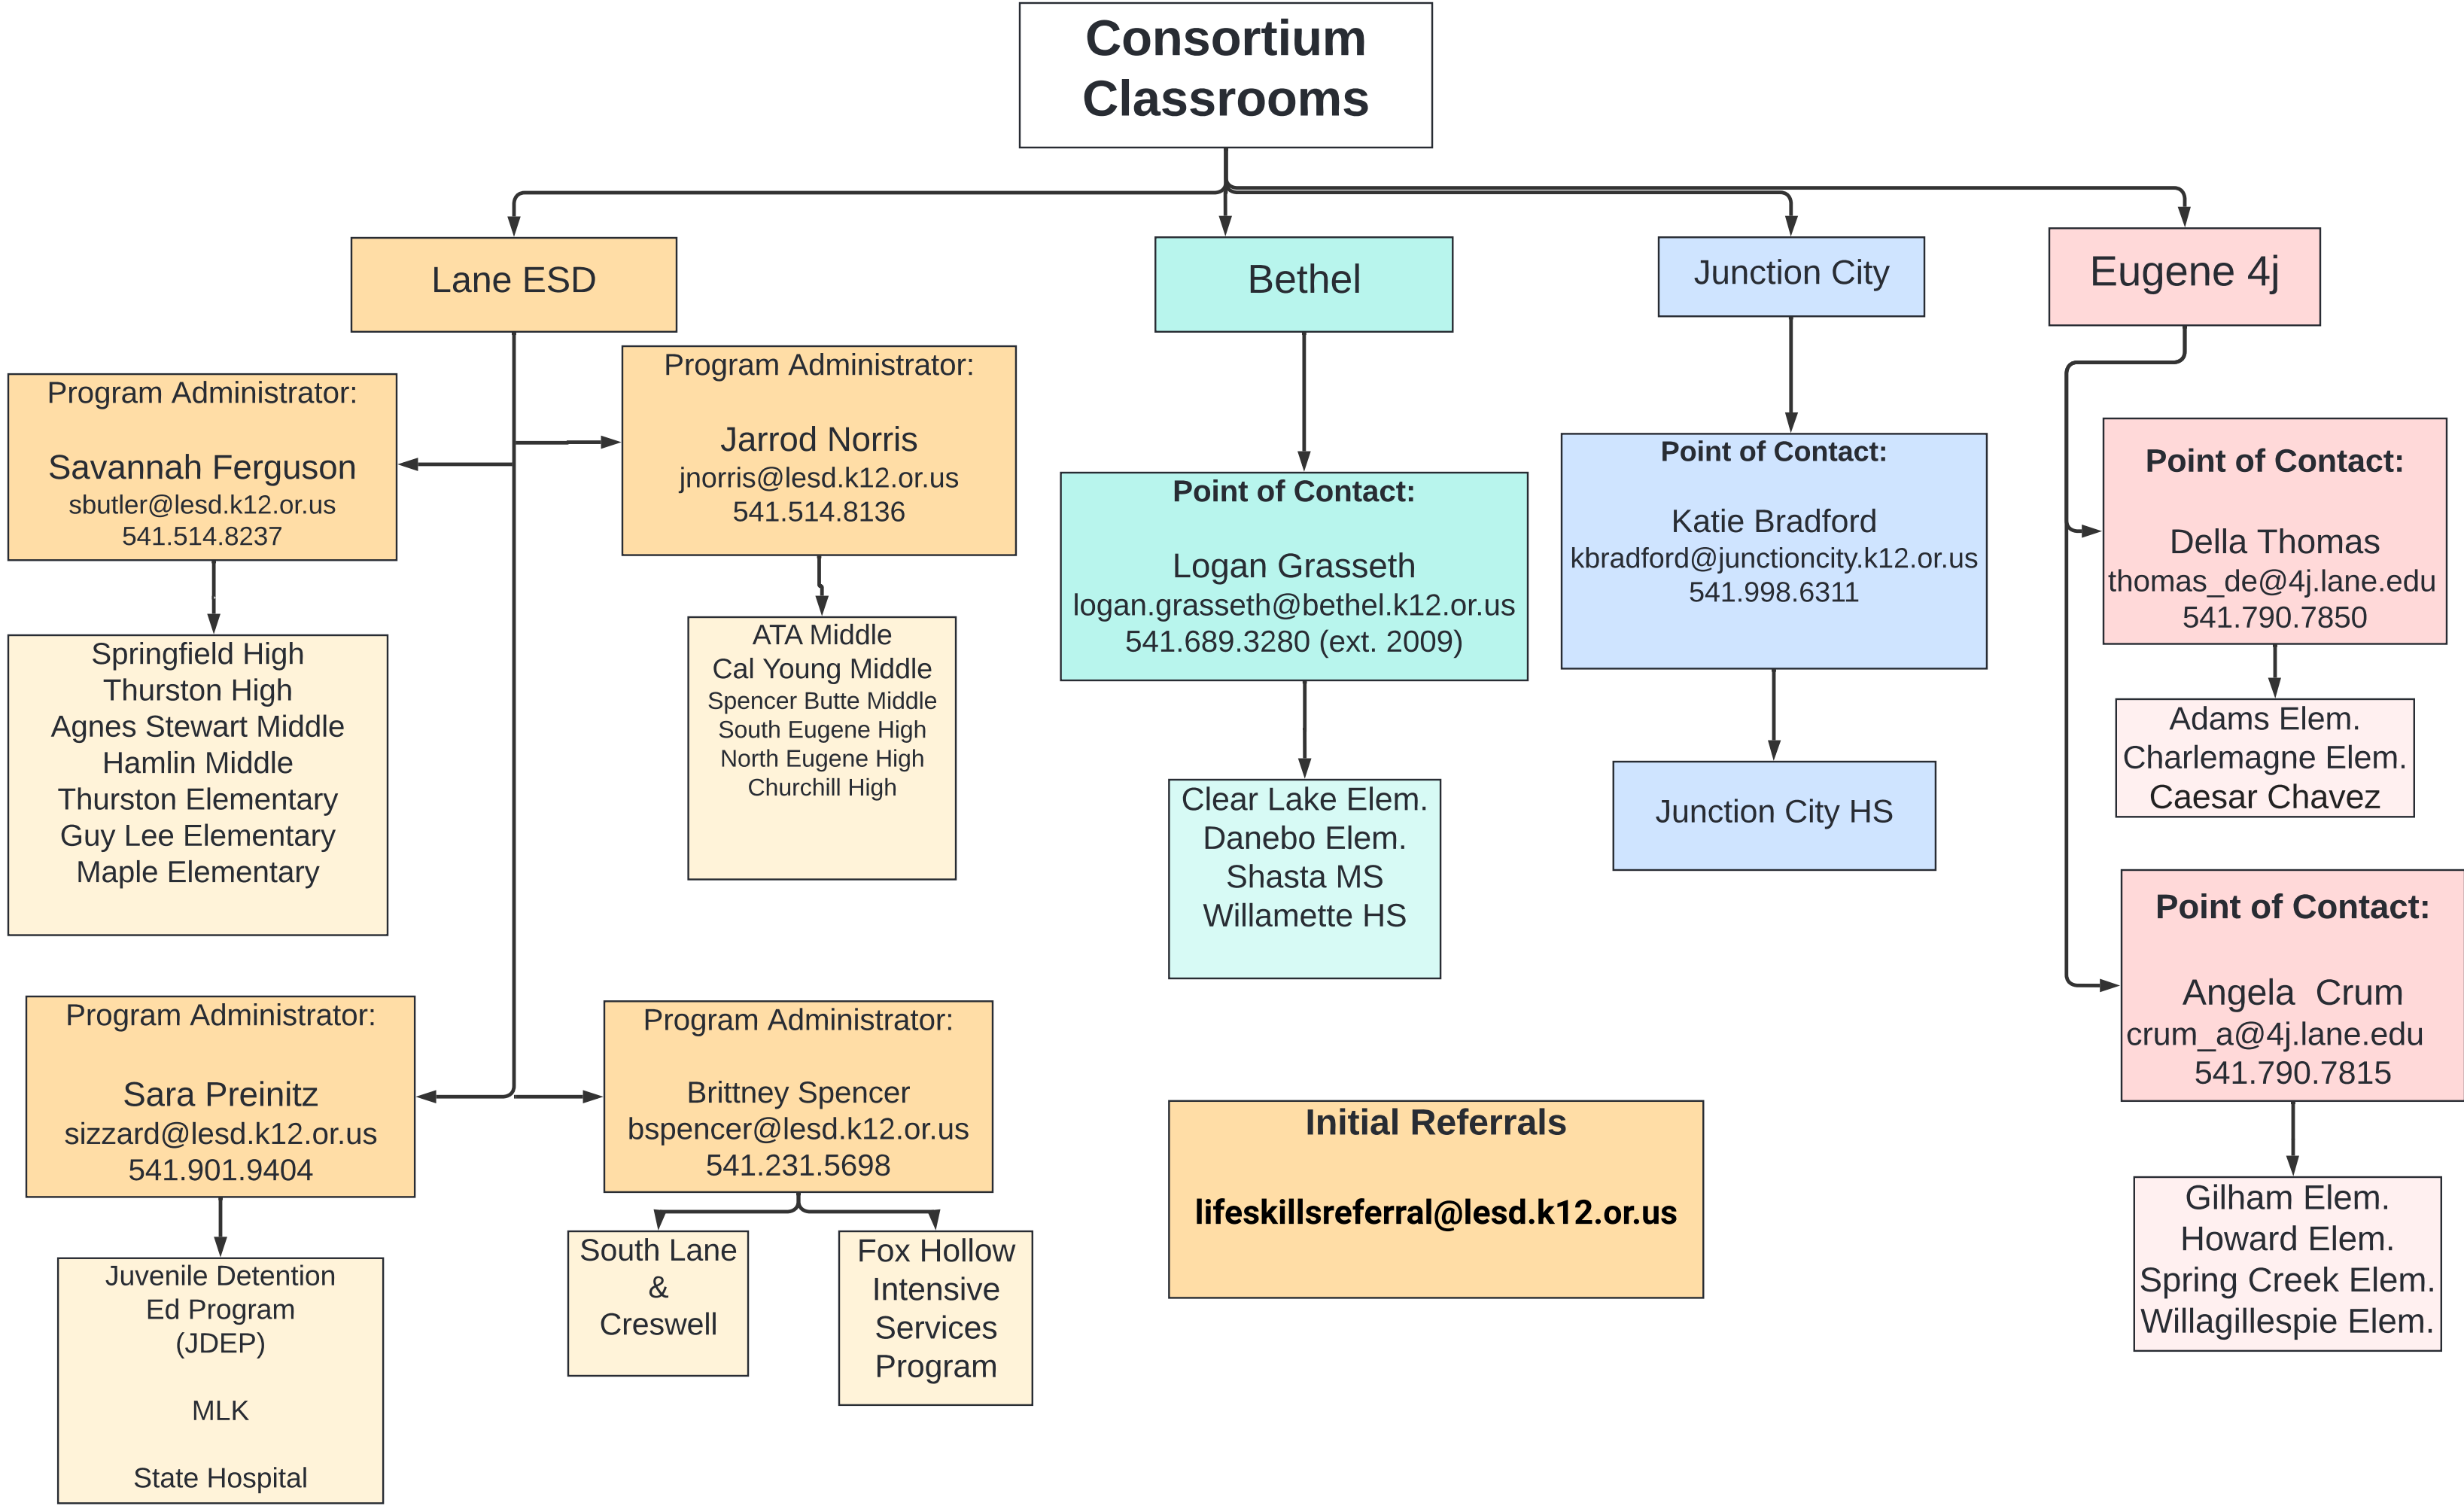 Consortium
Classrooms
Lane ESD
Bethel
Junction City
Eugene 4j
Program Administrator:
Savannah Ferguson
sbutler@lesd.k12.or.us
541.514.8237
Program Administrator:
Jarrod Norris
jnorris@lesd.k12.or.us
541.514.8136
Springfield High
Thurston High
Agnes Stewart Middle
Hamlin Middle
Thurston Elementary
Guy Lee Elementary
Maple Elementary
ATA Middle
Cal Young Middle
Spencer Butte Middle
South Eugene High
North Eugene High
Churchill High
Program Administrator:
Sara Preinitz
sizzard@lesd.k12.or.us
541.901.9404
Program Administrator:
Brittney Spencer
bspencer@lesd.k12.or.us
541.231.5698
Juvenile Detention
Ed Program
(JDEP)
MLK
State Hospital
South Lane
&
Creswell
Fox Hollow
Intensive
Services
Program
Point of Contact:
Logan Grasseth
logan.grasseth@bethel.k12.or.us
541.689.3280 (ext. 2009)
Clear Lake Elem.
Danebo Elem.
Shasta MS
Willamette HS
Point of Contact:
Katie Bradford
kbradford@junctioncity.k12.or.us
541.998.6311
Junction City HS
Point of Contact:
Della Thomas
thomas_de@4j.lane.edu
541.790.7850
Adams Elem.
Charlemagne Elem.
Caesar Chavez
Point of Contact:
Angela  Crum
crum_a@4j.lane.edu
541.790.7815
Gilham Elem.
Howard Elem.
Spring Creek Elem.
Willagillespie Elem.
Initial Referrals
lifeskillsreferral@lesd.k12.or.us